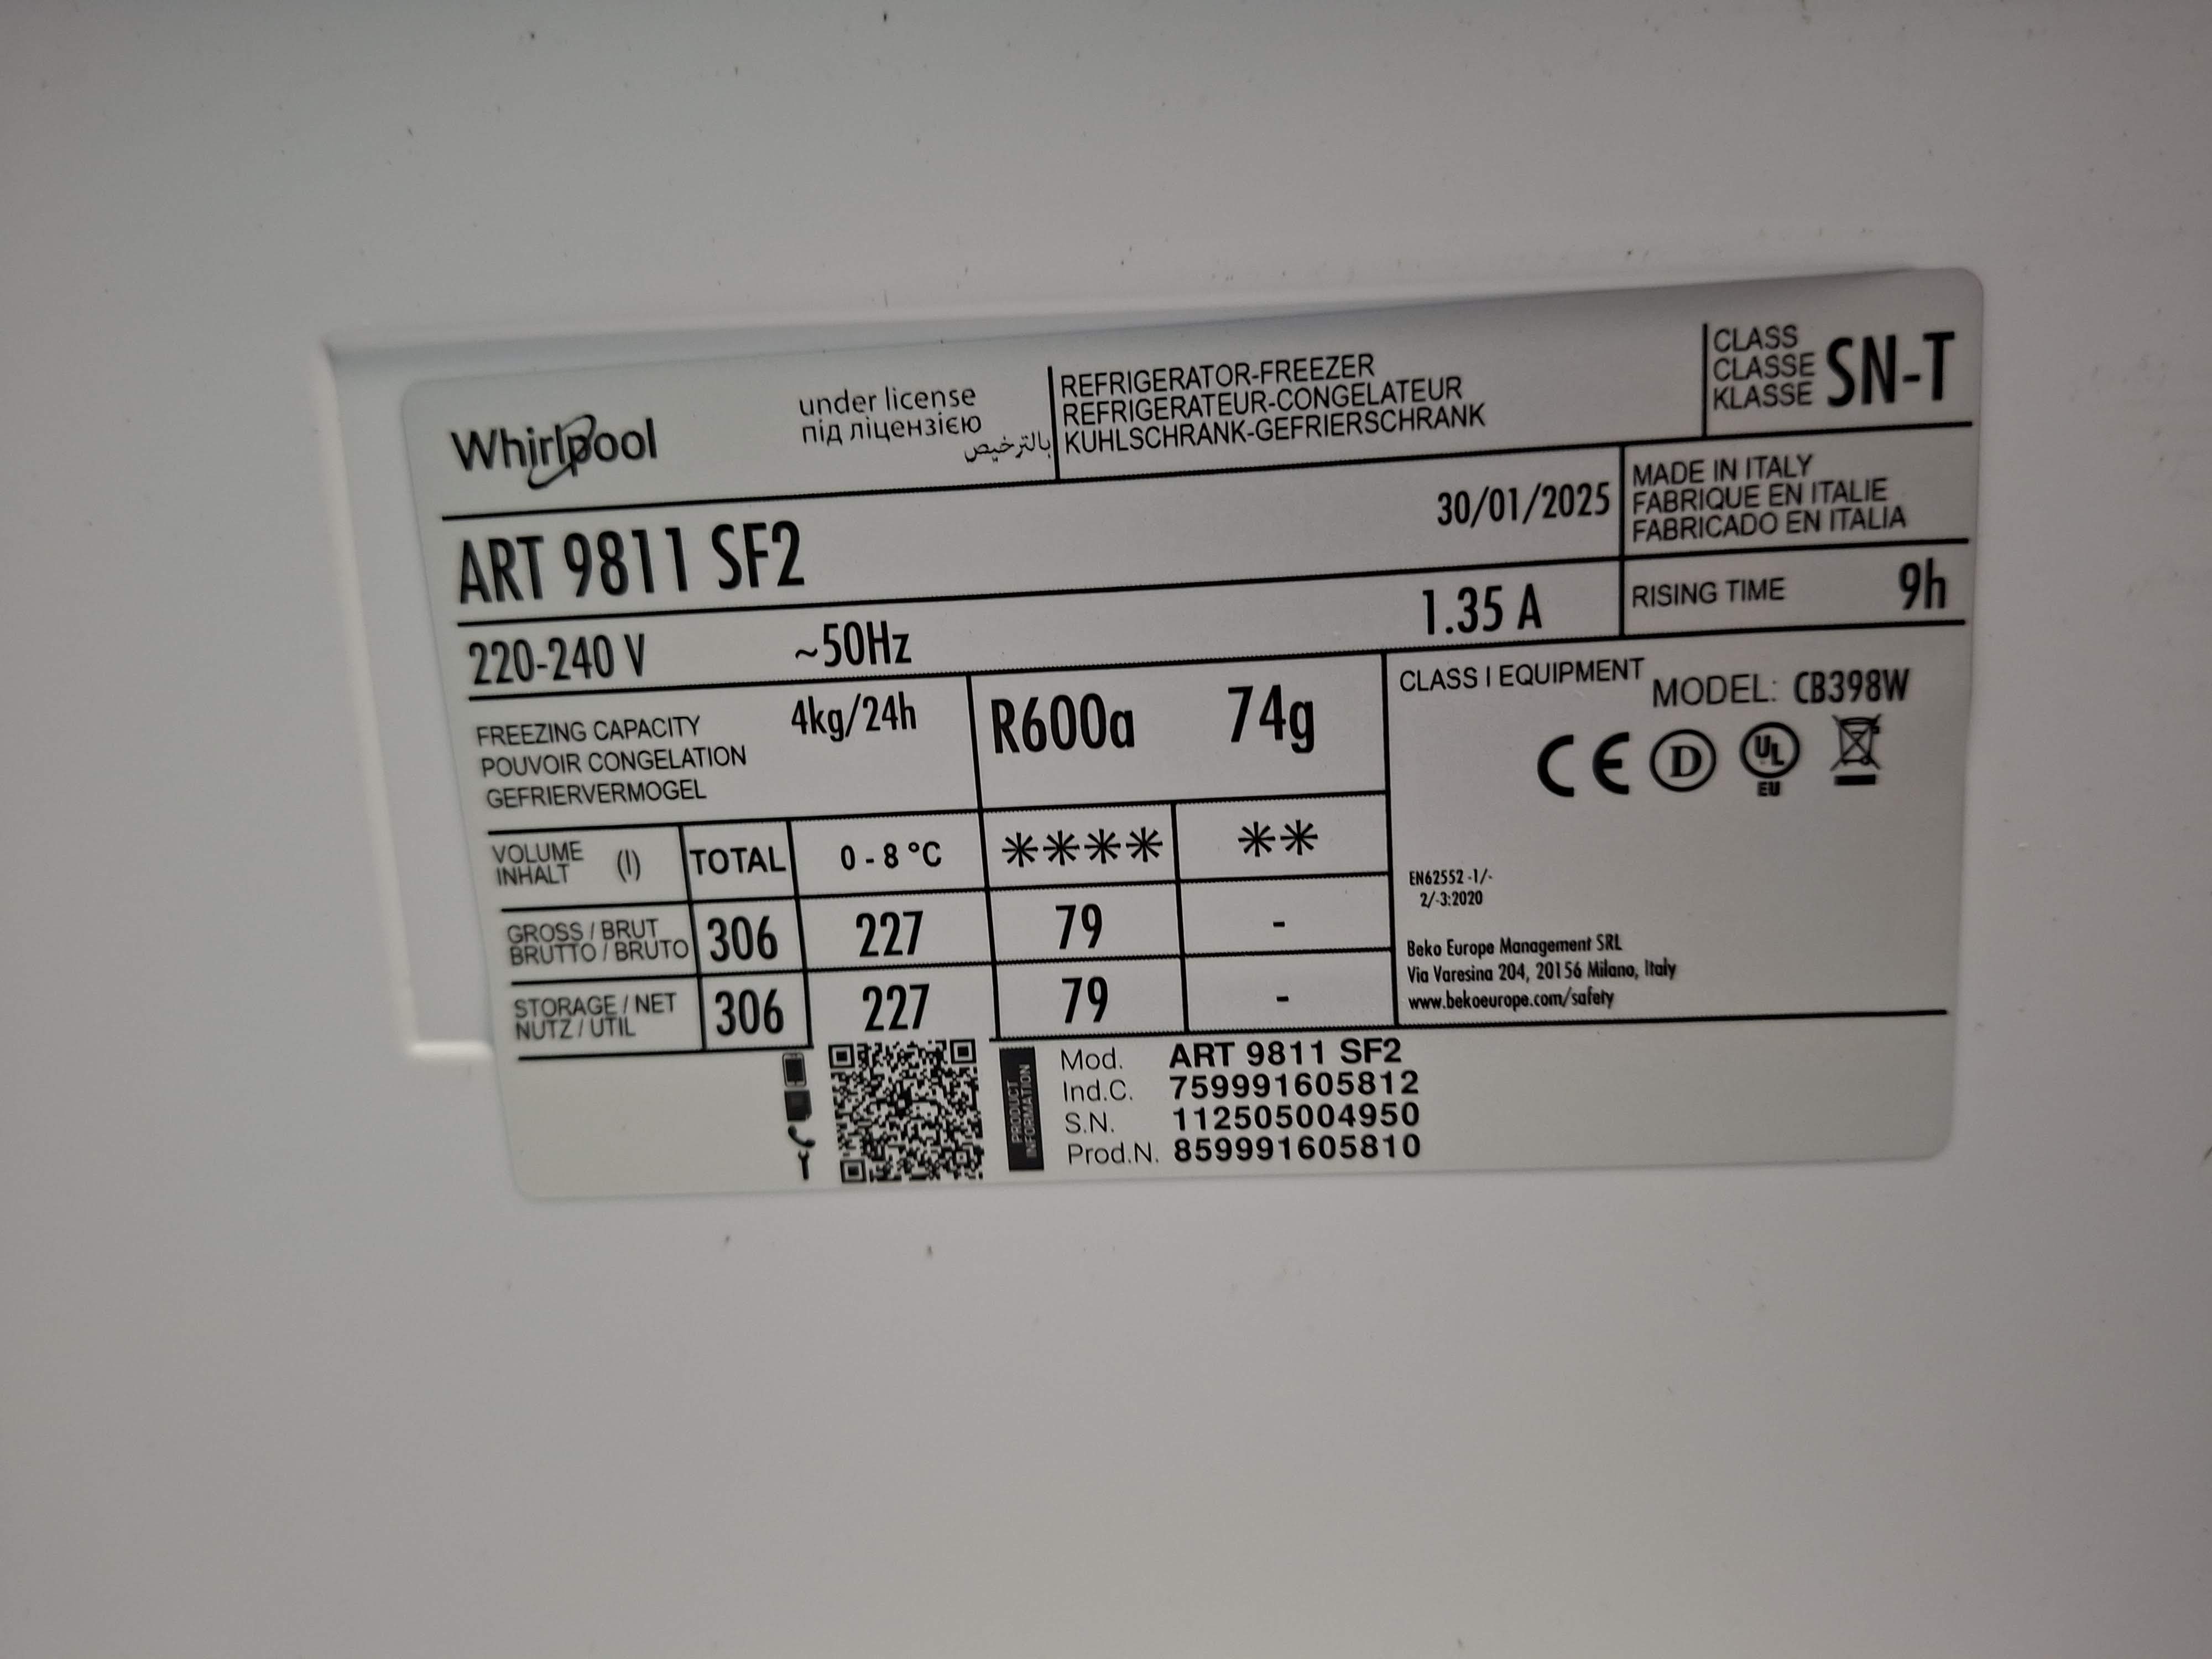 Whirlpool
under license
під ліцензією
بالترخيص
REFRIGERATOR-FREEZER
REFRIGERATEUR-CONGELATEUR
KUHLSCHRANK-GEFRIERSCHRANK
CLASS
CLASSE
KLASSE
SN-T
ART 9811 SF2
30/01/2025
MADE IN ITALY
FABRIQUE EN ITALIE
FABRICADO EN ITALIA
220-240 V ~50Hz 1.35 A
RISING TIME 9h
FREEZING CAPACITY
POUVOIR CONGELATION
GEFRIERVERMOGEL
4kg/24h
R600a 74g
CLASS I EQUIPMENT
MODEL: CB398W
CE D UL
EU
VOLUME
INHALT (l)
TOTAL 0 - 8 °C **** **
GROSS / BRUT
BRUTTO / BRUTO
306 227 79 -
STORAGE / NET
NUTZ / UTIL
306 227 79 -
EN62552 -1/-
2/-3:2020
Beko Europe Management SRL
Via Varesina 204, 20156 Milano, Italy
www.bekoeurope.com/safety
PRODUCT
INFORMATION
Mod. ART 9811 SF2
Ind.C. 759991605812
S.N. 112505004950
Prod.N. 859991605810